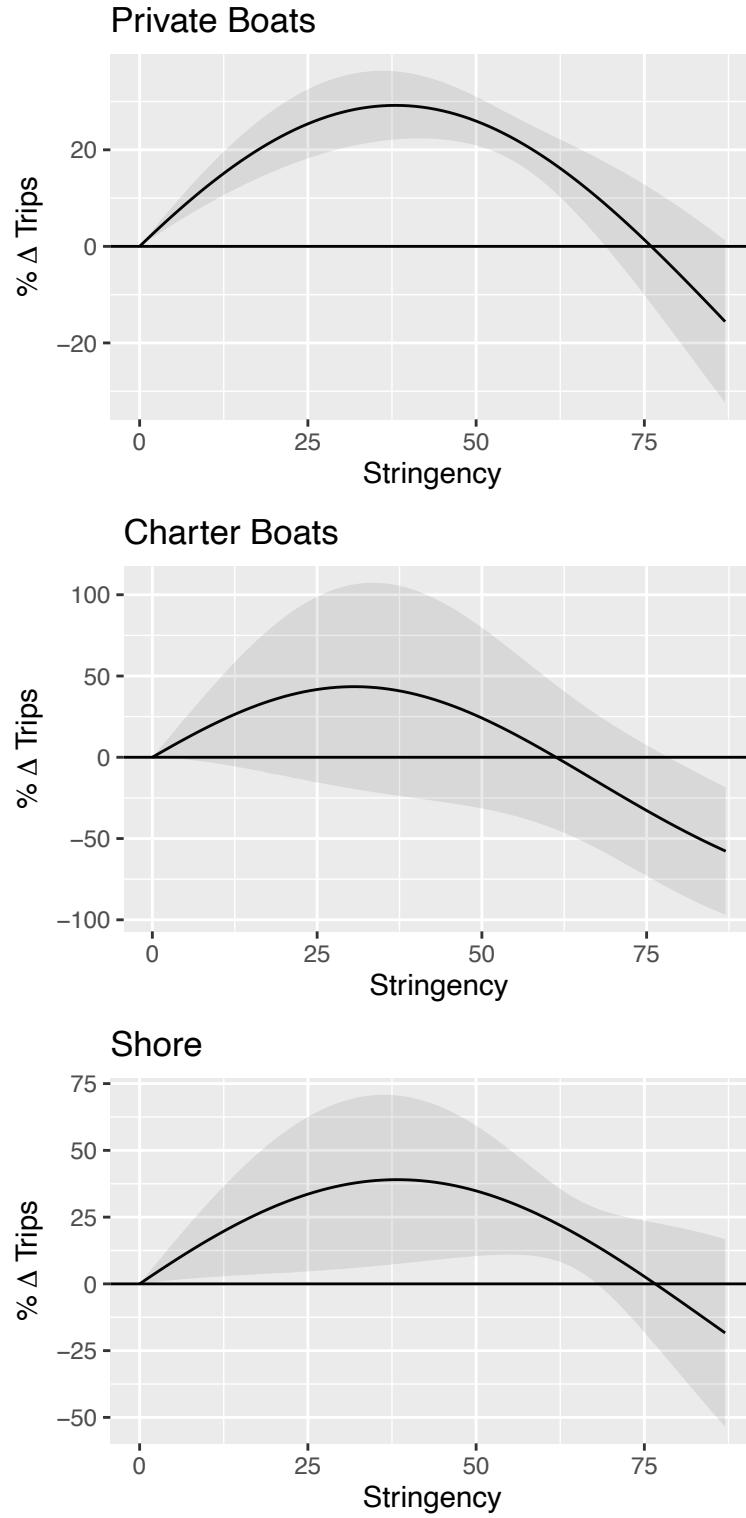 Private Boats
% Δ Trips
20
0
−20
0 25 50 75
Stringency
Charter Boats
% Δ Trips
100
50
0
−50
−100
0 25 50 75
Stringency
Shore
% Δ Trips
75
50
25
0
−25
−50
0 25 50 75
Stringency